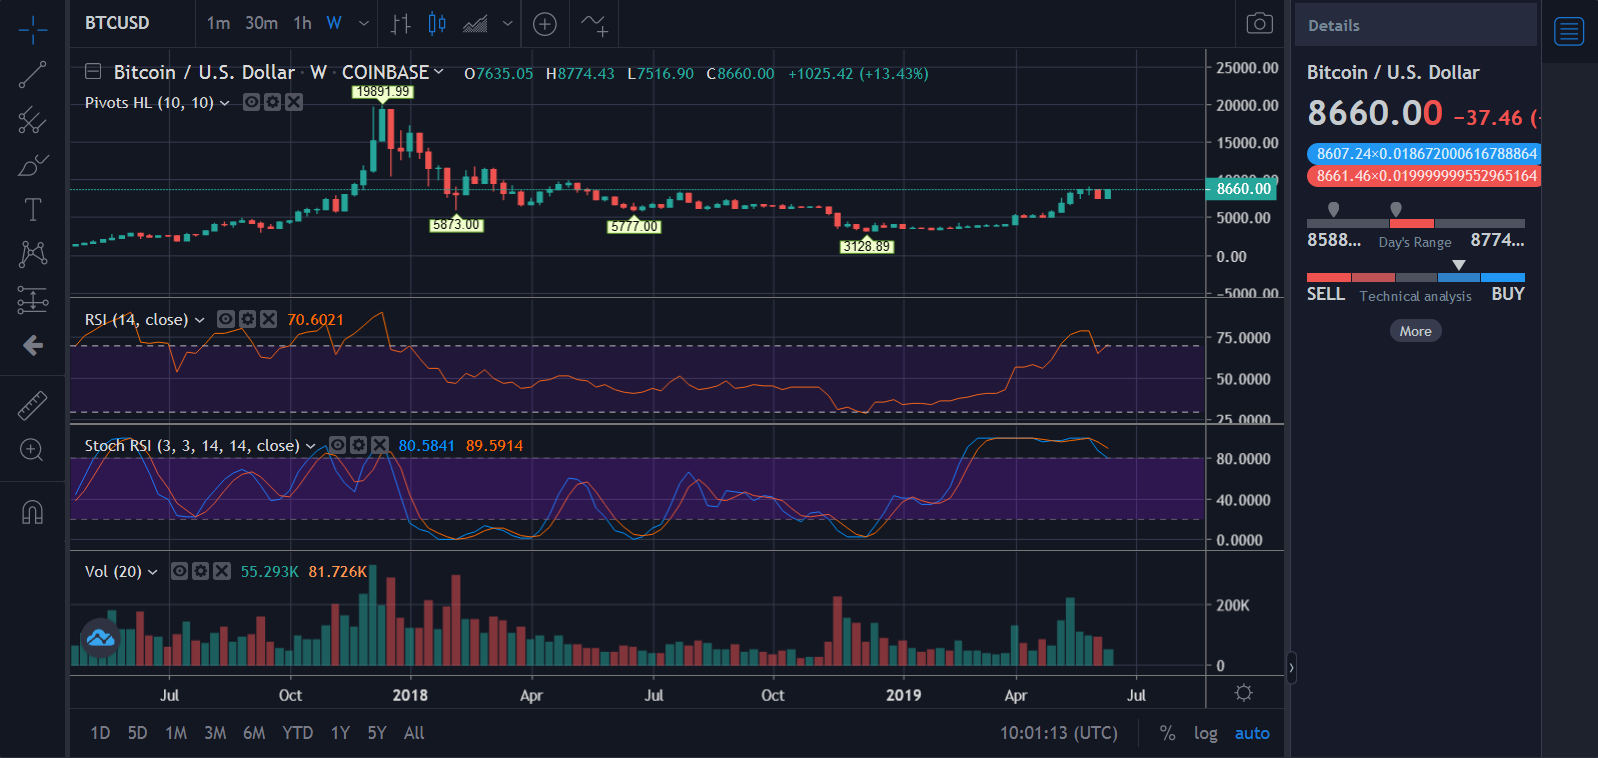 BTCUSD 1m 30m 1h W
Bitcoin / U.S. Dollar · W · COINBASE O7635.05 H8774.43 L7516.90 C8660.00 +1025.42 (+13.43%)
Pivots HL (10, 10)
19891.99
5873.00
5777.00
3128.89
25000.00
20000.00
15000.00
8660.00
5000.00
0.00
−5000.00
RSI (14, close) 70.6021
75.0000
50.0000
25.0000
Stoch RSI (3, 3, 14, 14, close) 80.5841 89.5914
80.0000
40.0000
0.0000
Vol (20) 55.293K 81.726K
200K
0
Jul Oct 2018 Apr Jul Oct 2019 Apr Jul
1D 5D 1M 3M 6M YTD 1Y 5Y All 10:01:13 (UTC) % log auto
Details
Bitcoin / U.S. Dollar
8660.00 −37.46 (
8607.24×0.018672000616788864
8661.46×0.019999999552965164
8588... Day's Range 8774...
SELL Technical analysis BUY
More